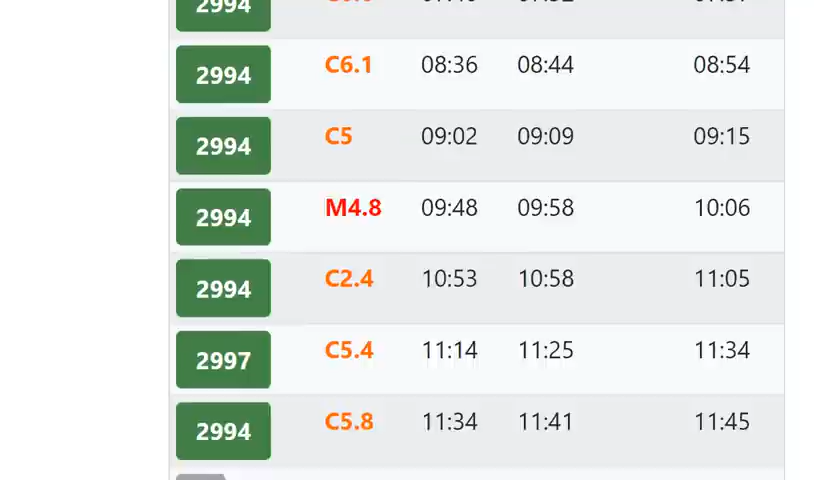 2994
2994 C6.1 08:36 08:44 08:54
2994 C5 09:02 09:09 09:15
2994 M4.8 09:48 09:58 10:06
2994 C2.4 10:53 10:58 11:05
2997 C5.4 11:14 11:25 11:34
2994 C5.8 11:34 11:41 11:45